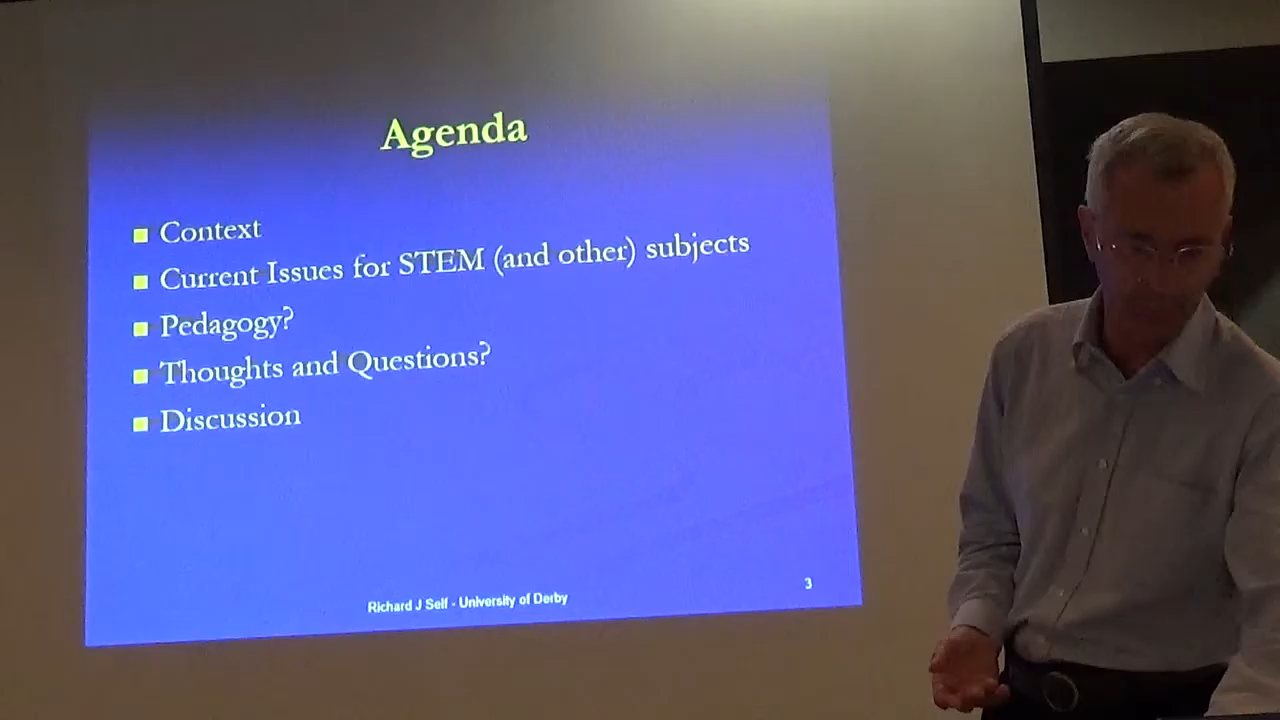 Agenda
Context
Current Issues for STEM (and other) subjects
Pedagogy?
Thoughts and Questions?
Discussion
Richard J Self - University of Derby
3